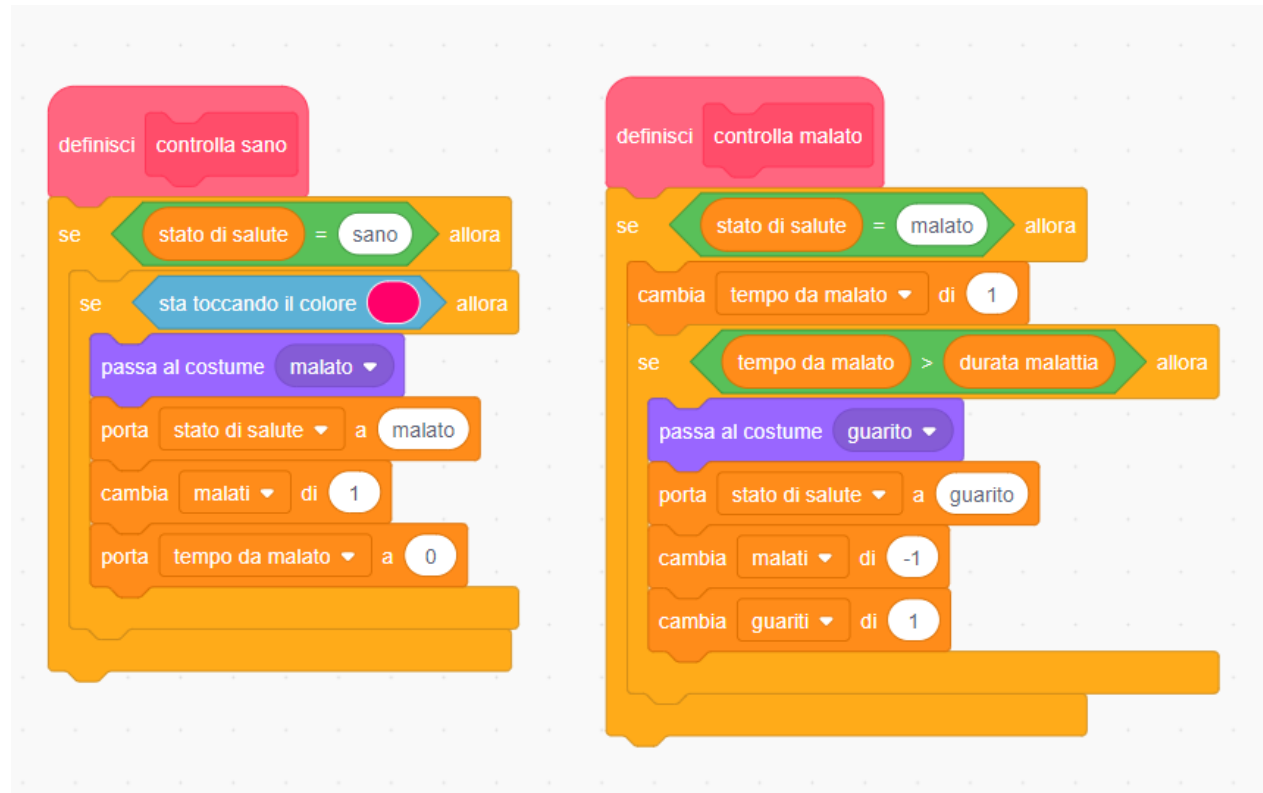 definisci controlla sano
se stato di salute = sano allora
se sta toccando il colore allora
passa al costume malato
porta stato di salute a malato
cambia malati di 1
porta tempo da malato a 0
definisci controlla malato
se stato di salute = malato allora
cambia tempo da malato di 1
se tempo da malato > durata malattia allora
passa al costume guarito
porta stato di salute a guarito
cambia malati di -1
cambia guariti di 1